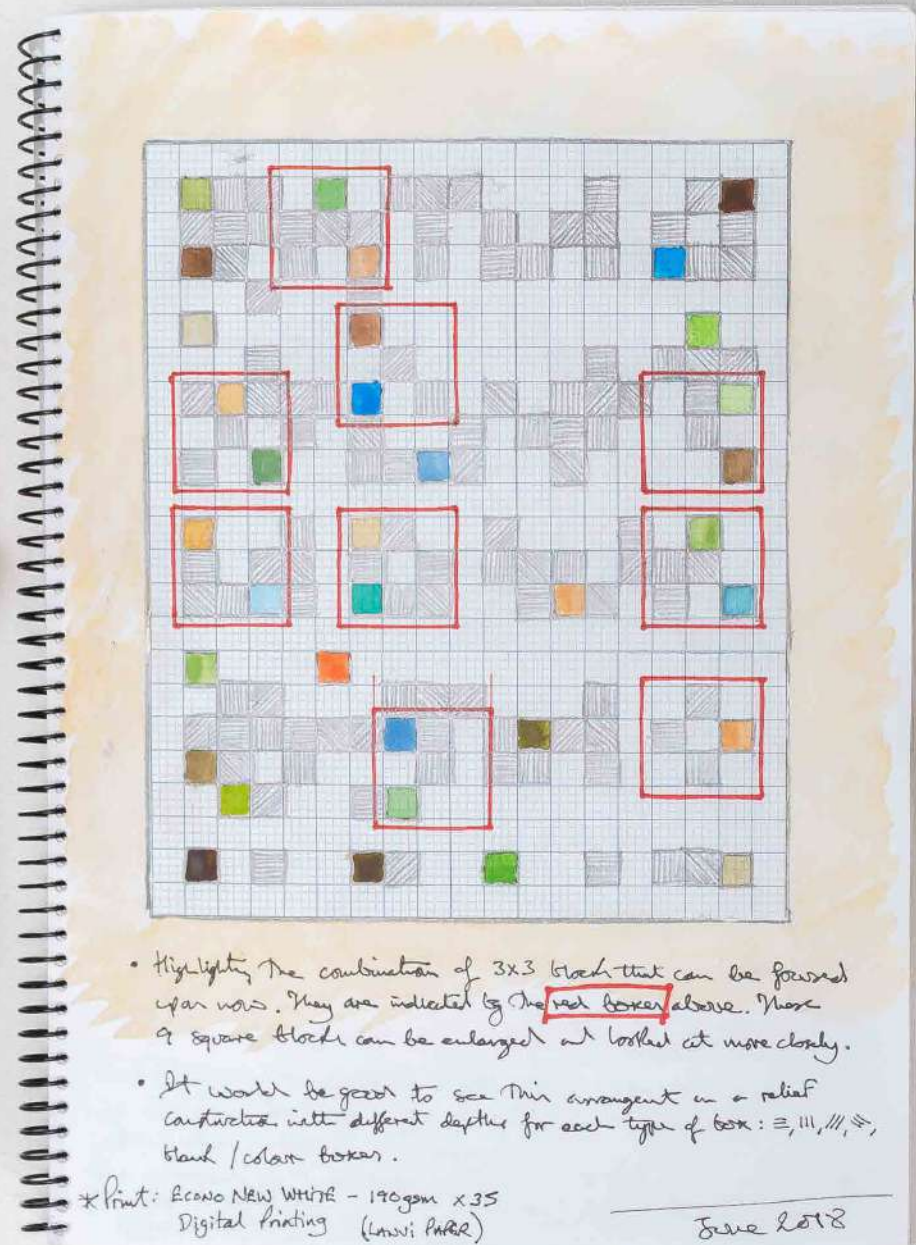 • Highlighting the combination of 3x3 blocks that can be focused
upon now. They are indicated by the red boxes above. These
9 square blocks can be enlarged and looked at more closely.
• It would be good to see this arrangent in a relief
construction with different depths for each type of box: ≡, |||, ///, \\\,
blank / colour boxes.
* Print: ECONO NEW WHITE - 190gsm x 35
Digital Printing (LANVI PAPER)
June 2018